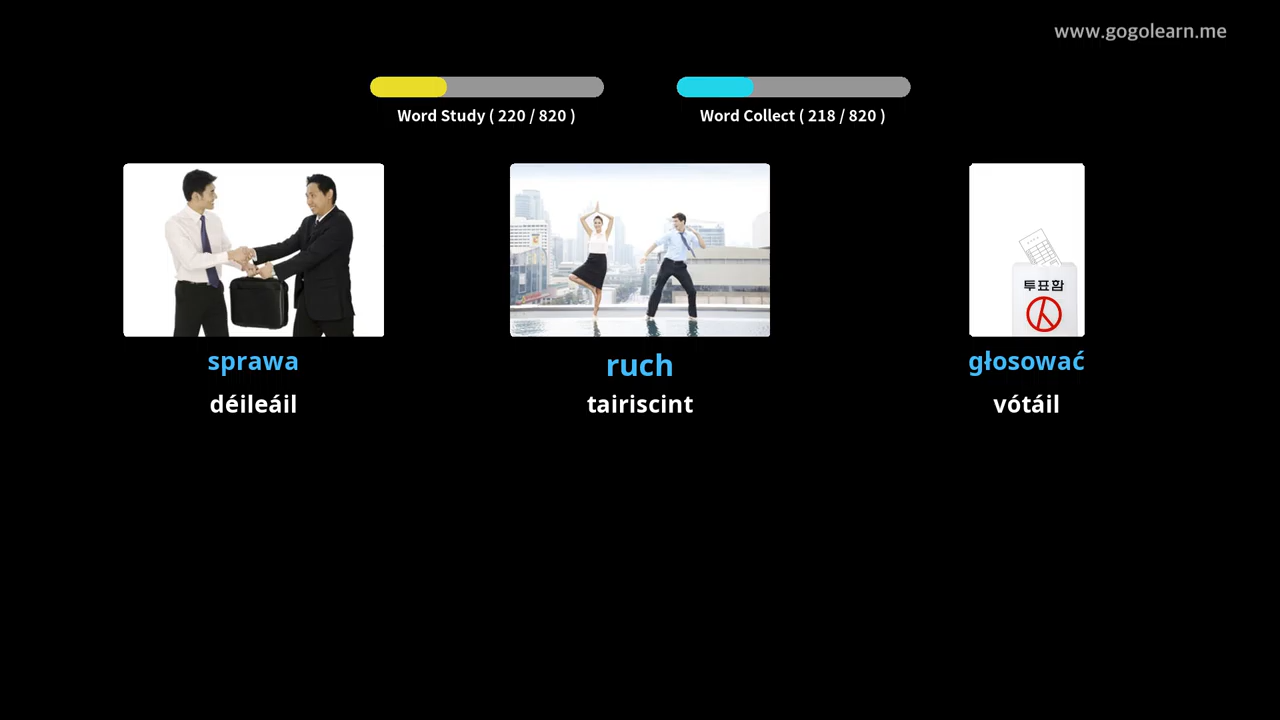 www.gogolearn.me
Word Study ( 220 / 820 )
Word Collect ( 218 / 820 )
투표함
sprawa
ruch
głosować
déileáil
tairiscint
vótáil